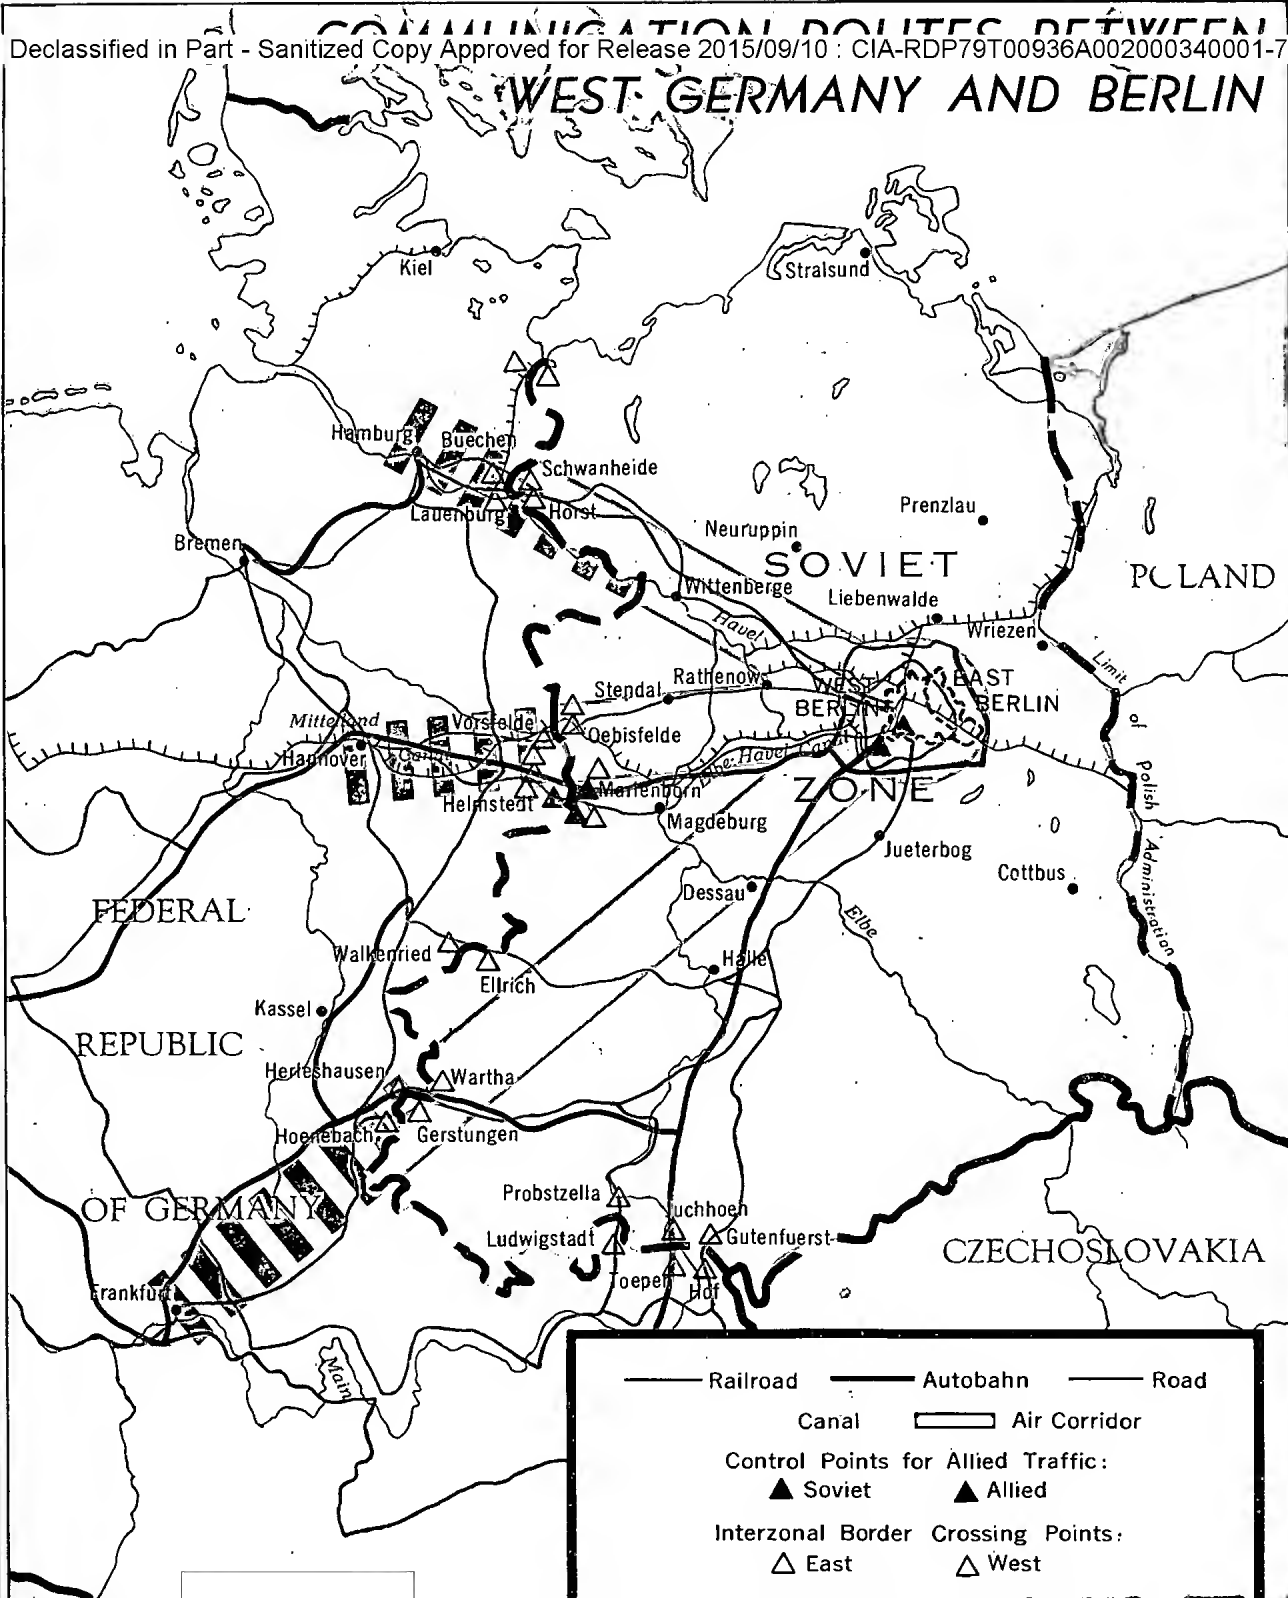 COMMUNICATION ROUTES BETWEEN
Declassified in Part - Sanitized Copy Approved for Release 2015/09/10 : CIA-RDP79T00936A002000340001-7
WEST GERMANY AND BERLIN
Kiel
Stralsund
Hamburg
Buechen
Schwanheide
Lauenburg
Horst
Prenzlau
Neuruppin
Bremen
SOVIET
POLAND
Wittenberge
Liebenwalde
Havel
Wriezen
Limit
of
Polish
Administration
Stendal
Rathenow
WEST
BERLIN
EAST
BERLIN
Mittelland
Canal
Vorsfelde
Oebisfelde
Hannover
Elbe-Havel Canal
Helmstedt
Marienborn
ZONE
Magdeburg
Jueterbog
Cottbus
Dessau
FEDERAL
Elbe
Walkenried
Halle
Ellrich
Kassel
REPUBLIC
Herleshausen
Wartha
Hoenebach
Gerstungen
OF GERMANY
Probstzella
Juchhoeh
Ludwigstadt
Gutenfuerst
CZECHOSLOVAKIA
Toepen
Hof
Frankfurt
Main
Railroad
Autobahn
Road
Canal
Air Corridor
Control Points for Allied Traffic:
Soviet
Allied
Interzonal Border Crossing Points:
East
West